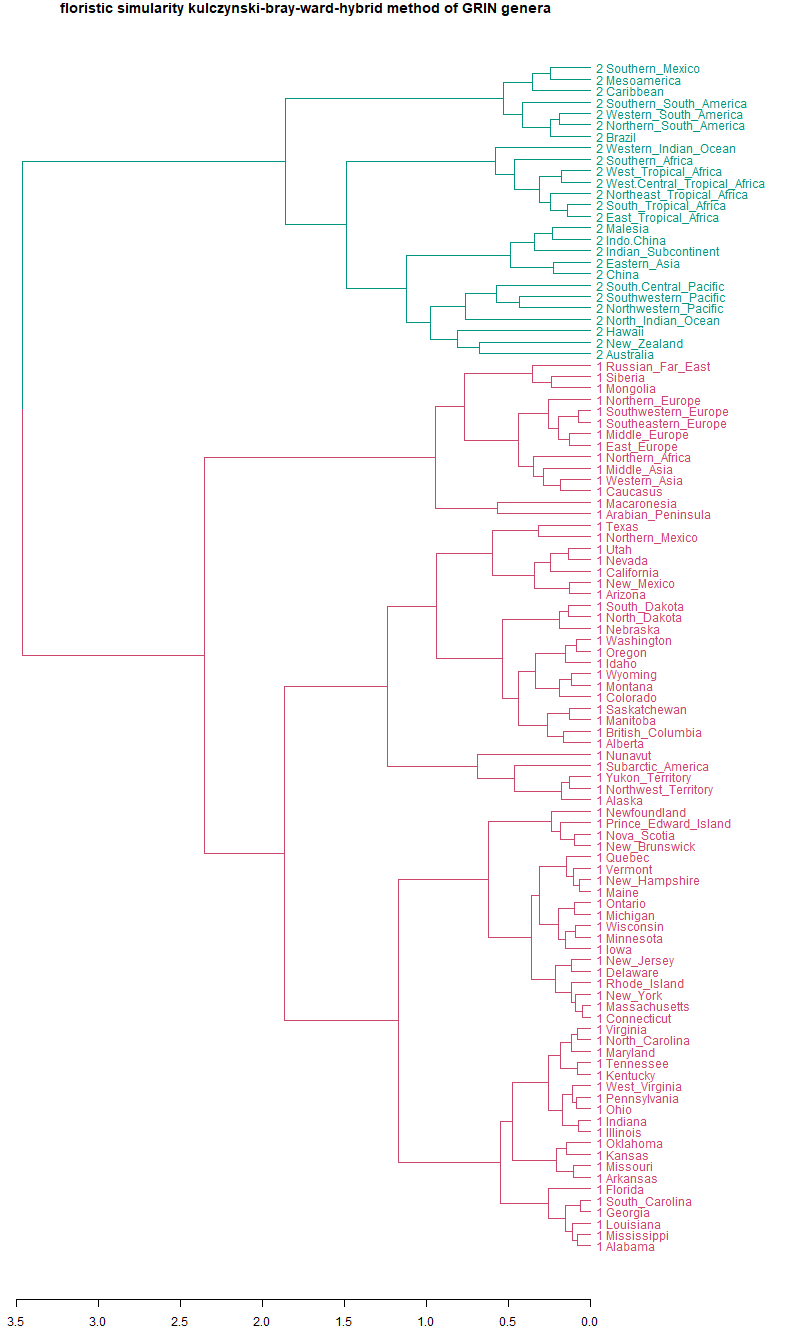 floristic simularity kulczynski-bray-ward-hybrid method of GRIN genera
2 Southern_Mexico
2 Mesoamerica
2 Caribbean
2 Southern_South_America
2 Western_South_America
2 Northern_South_America
2 Brazil
2 Western_Indian_Ocean
2 Southern_Africa
2 West_Tropical_Africa
2 West.Central_Tropical_Africa
2 Northeast_Tropical_Africa
2 South_Tropical_Africa
2 East_Tropical_Africa
2 Malesia
2 Indo.China
2 Indian_Subcontinent
2 Eastern_Asia
2 China
2 South.Central_Pacific
2 Southwestern_Pacific
2 Northwestern_Pacific
2 North_Indian_Ocean
2 Hawaii
2 New_Zealand
2 Australia
1 Russian_Far_East
1 Siberia
1 Mongolia
1 Northern_Europe
1 Southwestern_Europe
1 Southeastern_Europe
1 Middle_Europe
1 East_Europe
1 Northern_Africa
1 Middle_Asia
1 Western_Asia
1 Caucasus
1 Macaronesia
1 Arabian_Peninsula
1 Texas
1 Northern_Mexico
1 Utah
1 Nevada
1 California
1 New_Mexico
1 Arizona
1 South_Dakota
1 North_Dakota
1 Nebraska
1 Washington
1 Oregon
1 Idaho
1 Wyoming
1 Montana
1 Colorado
1 Saskatchewan
1 Manitoba
1 British_Columbia
1 Alberta
1 Nunavut
1 Subarctic_America
1 Yukon_Territory
1 Northwest_Territory
1 Alaska
1 Newfoundland
1 Prince_Edward_Island
1 Nova_Scotia
1 New_Brunswick
1 Quebec
1 Vermont
1 New_Hampshire
1 Maine
1 Ontario
1 Michigan
1 Wisconsin
1 Minnesota
1 Iowa
1 New_Jersey
1 Delaware
1 Rhode_Island
1 New_York
1 Massachusetts
1 Connecticut
1 Virginia
1 North_Carolina
1 Maryland
1 Tennessee
1 Kentucky
1 West_Virginia
1 Pennsylvania
1 Ohio
1 Indiana
1 Illinois
1 Oklahoma
1 Kansas
1 Missouri
1 Arkansas
1 Florida
1 South_Carolina
1 Georgia
1 Louisiana
1 Mississippi
1 Alabama
3.5 3.0 2.5 2.0 1.5 1.0 0.5 0.0